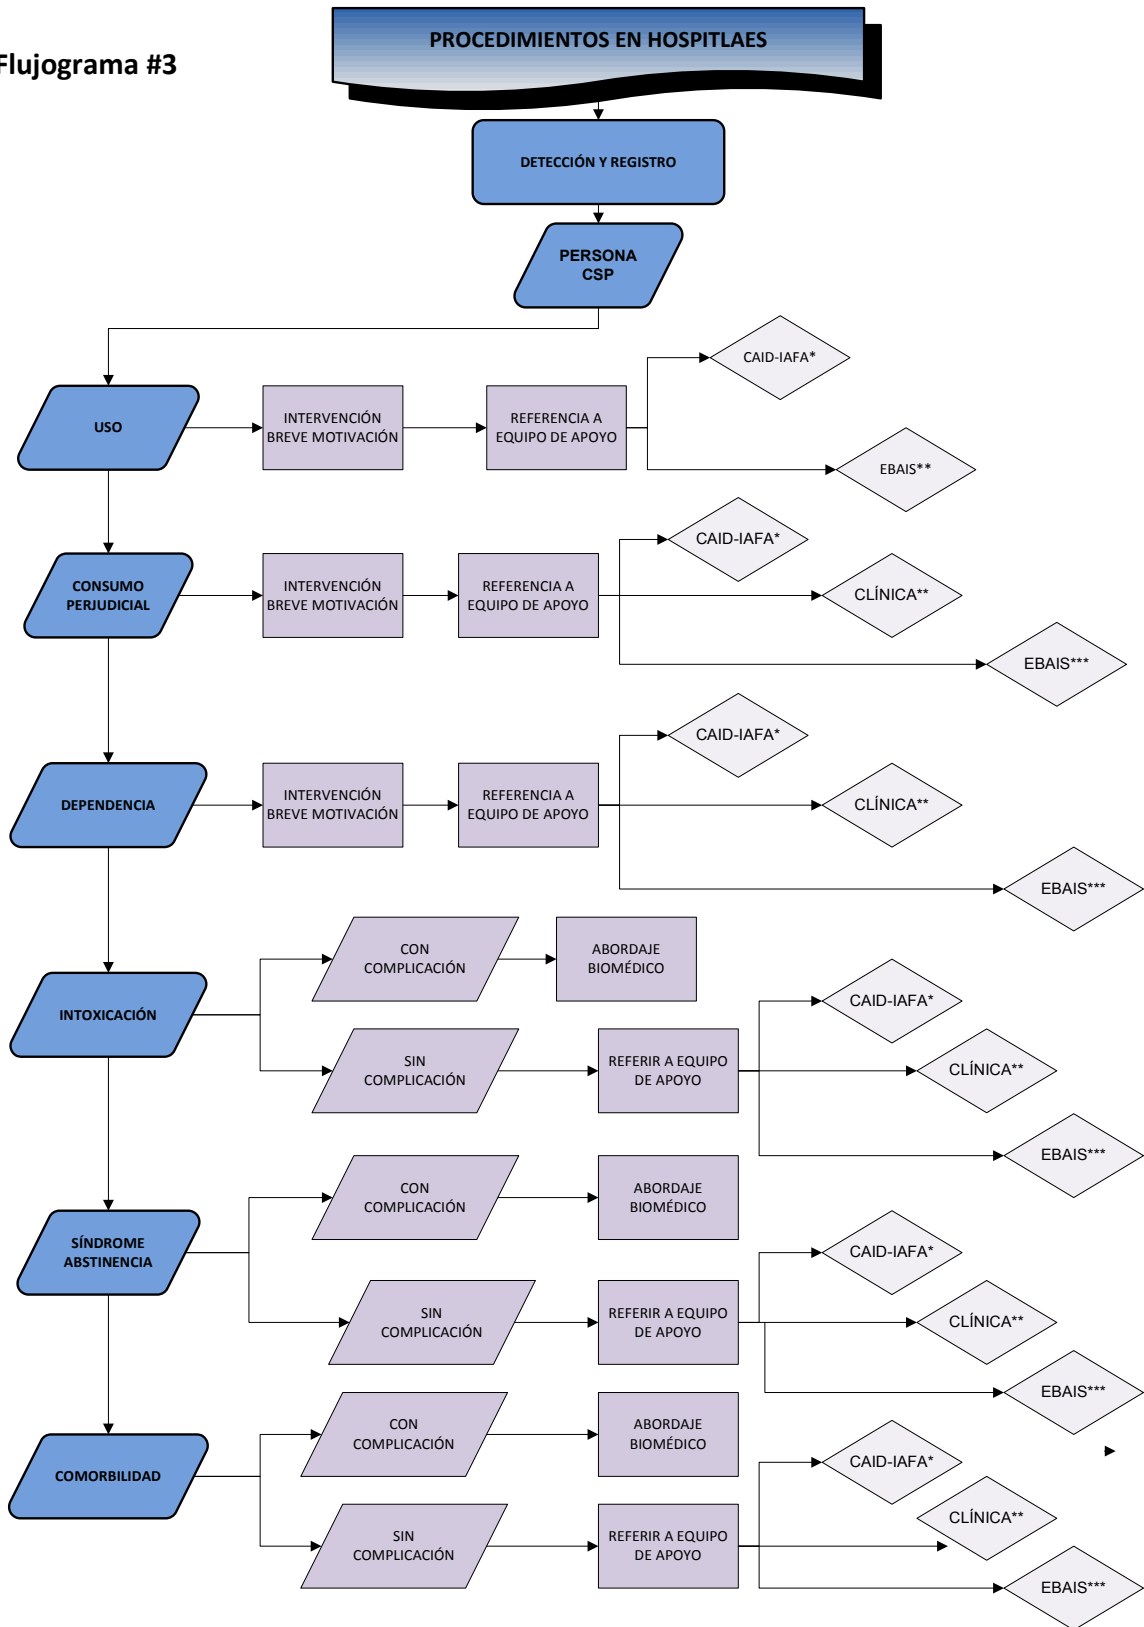 PROCEDIMIENTOS EN HOSPITLAES
Flujograma #3
DETECCIÓN Y REGISTRO
PERSONA
CSP
USO
INTERVENCIÓN
BREVE MOTIVACIÓN
REFERENCIA A
EQUIPO DE APOYO
CAID-IAFA*
EBAIS**
CONSUMO
PERJUDICIAL
INTERVENCIÓN
BREVE MOTIVACIÓN
REFERENCIA A
EQUIPO DE APOYO
CAID-IAFA*
CLÍNICA**
EBAIS***
DEPENDENCIA
INTERVENCIÓN
BREVE MOTIVACIÓN
REFERENCIA A
EQUIPO DE APOYO
CAID-IAFA*
CLÍNICA**
EBAIS***
INTOXICACIÓN
CON
COMPLICACIÓN
ABORDAJE
BIOMÉDICO
SIN
COMPLICACIÓN
REFERIR A EQUIPO
DE APOYO
CAID-IAFA*
CLÍNICA**
EBAIS***
SÍNDROME
ABSTINENCIA
CON
COMPLICACIÓN
ABORDAJE
BIOMÉDICO
SIN
COMPLICACIÓN
REFERIR A EQUIPO
DE APOYO
CAID-IAFA*
CLÍNICA**
EBAIS***
COMORBILIDAD
CON
COMPLICACIÓN
ABORDAJE
BIOMÉDICO
SIN
COMPLICACIÓN
REFERIR A EQUIPO
DE APOYO
CAID-IAFA*
CLÍNICA**
EBAIS***